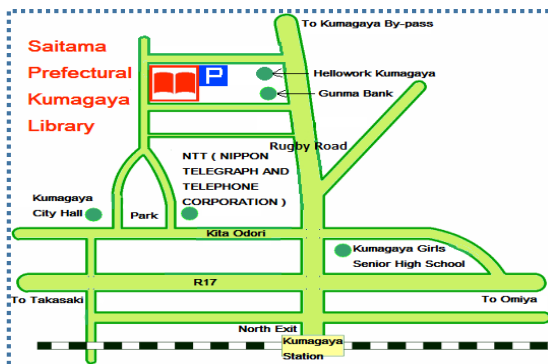 To Kumagaya By-pass
Saitama
Prefectural
Kumagaya
Library
P
Hellowork Kumagaya
Gunma Bank
Rugby Road
NTT ( NIPPON
TELEGRAPH AND
TELEPHONE
CORPORATION )
Kumagaya
City Hall
Park
Kita Odori
Kumagaya Girls
Senior High School
R17
To Takasaki
To Omiya
North Exit
Kumagaya
Station